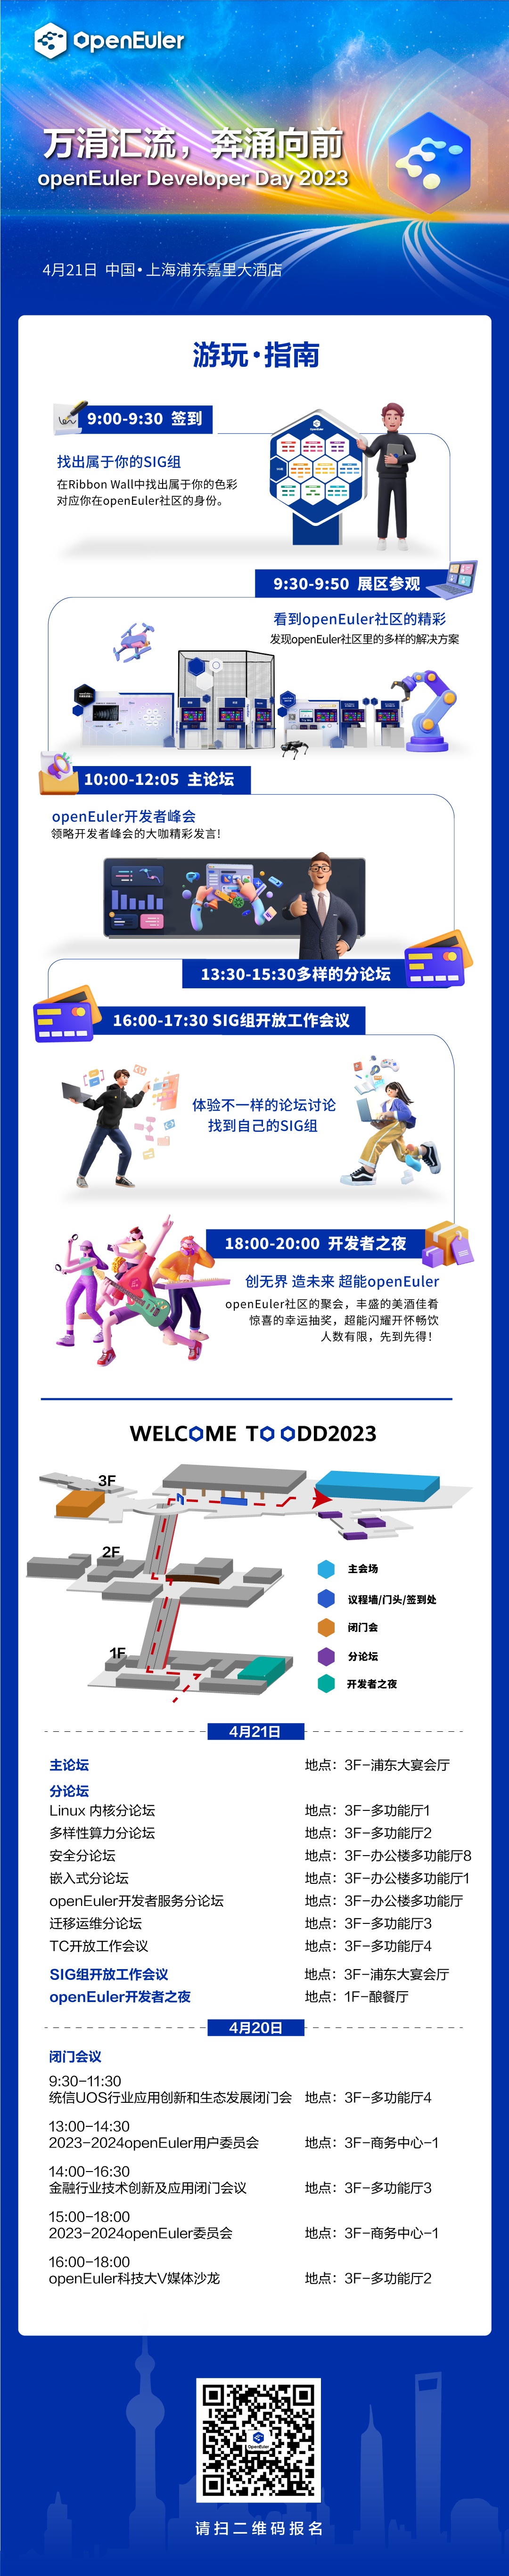 OpenEuler
万涓汇流，奔涌向前
openEuler Developer Day 2023
4月21日 中国•上海浦东嘉里大酒店
游玩·指南
9:00-9:30 签到
找出属于你的SIG组
在Ribbon Wall中找出属于你的色彩
对应你在openEuler社区的身份。
9:30-9:50 展区参观
看到openEuler社区的精彩
发现openEuler社区里的多样的解决方案
10:00-12:05 主论坛
openEuler开发者峰会
领略开发者峰会的大咖精彩发言!
13:30-15:30多样的分论坛
16:00-17:30 SIG组开放工作会议
体验不一样的论坛讨论
找到自己的SIG组
18:00-20:00 开发者之夜
创无界 造未来 超能openEuler
openEuler社区的聚会，丰盛的美酒佳肴
惊喜的幸运抽奖，超能闪耀开怀畅饮
人数有限，先到先得！
WELCOME TO ODD2023
3F
2F
1F
主会场
议程墙/门头/签到处
闭门会
分论坛
开发者之夜
4月21日
主论坛 地点：3F-浦东大宴会厅
分论坛
Linux 内核分论坛 地点：3F-多功能厅1
多样性算力分论坛 地点：3F-多功能厅2
安全分论坛 地点：3F-办公楼多功能厅8
嵌入式分论坛 地点：3F-办公楼多功能厅1
openEuler开发者服务分论坛 地点：3F-办公楼多功能厅
迁移运维分论坛 地点：3F-多功能厅3
TC开放工作会议 地点：3F-多功能厅4
SIG组开放工作会议 地点：3F-浦东大宴会厅
openEuler开发者之夜 地点：1F-酿餐厅
4月20日
闭门会议
9:30-11:30
统信UOS行业应用创新和生态发展闭门会 地点：3F-多功能厅4
13:00-14:30
2023-2024openEuler用户委员会 地点：3F-商务中心-1
14:00-16:30
金融行业技术创新及应用闭门会议 地点：3F-多功能厅3
15:00-18:00
2023-2024openEuler委员会 地点：3F-商务中心-1
16:00-18:00
openEuler科技大V媒体沙龙 地点：3F-多功能厅2
OpenEuler
请扫二维码报名